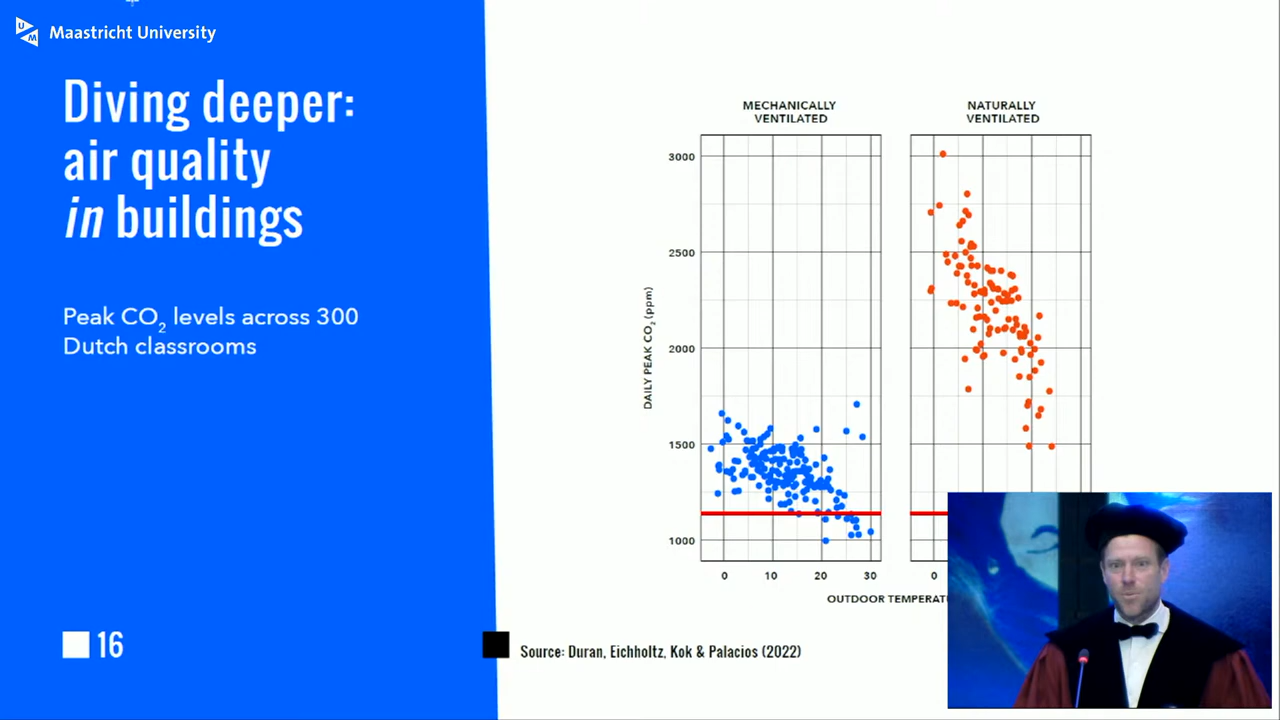 Maastricht University
Diving deeper:
air quality
in buildings
Peak CO₂ levels across 300
Dutch classrooms
16
MECHANICALLY
VENTILATED
NATURALLY
VENTILATED
DAILY PEAK CO₂ (ppm)
3000
2500
2000
1500
1000
0 10 20 30
0
OUTDOOR
Source: Duran, Eichholtz, Kok & Palacios (2022)